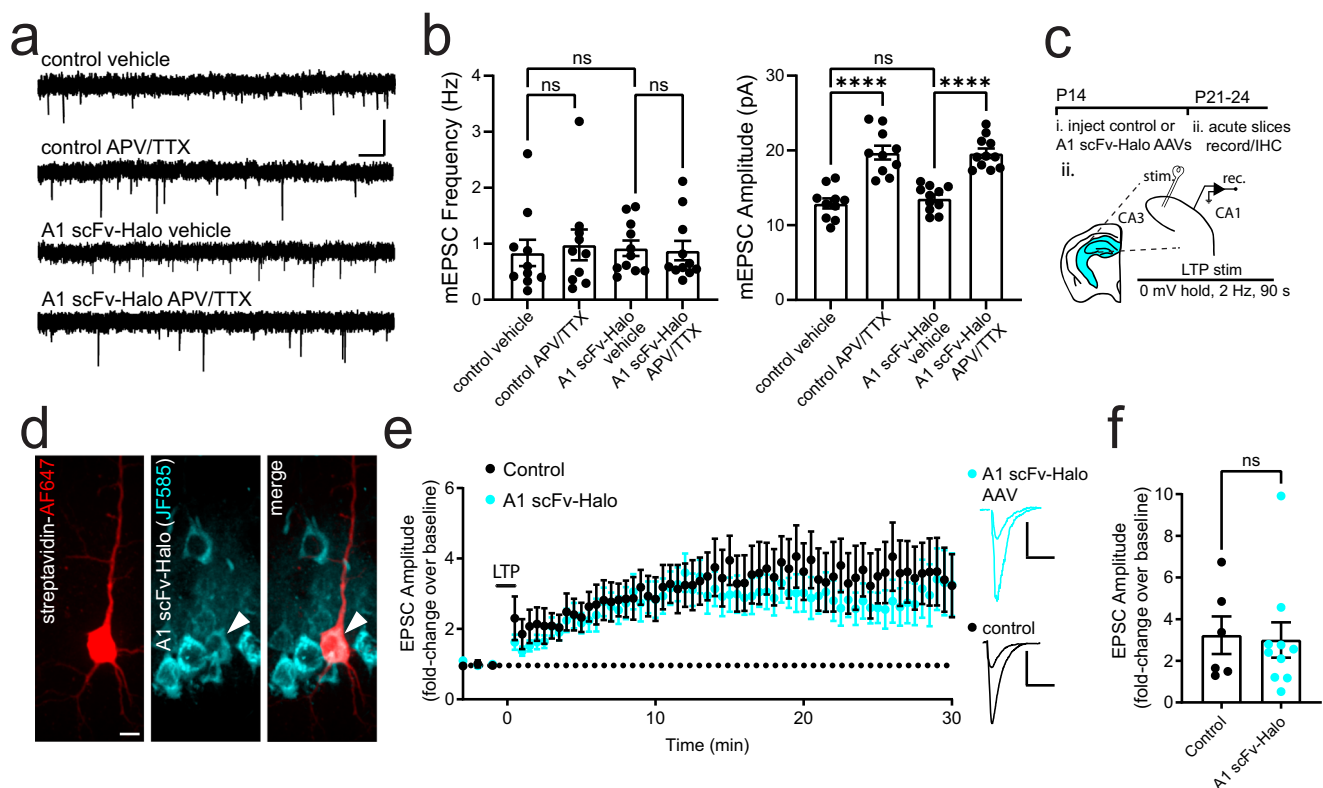 a
control vehicle
control APV/TTX
A1 scFv-Halo vehicle
A1 scFv-Halo APV/TTX
b
mEPSC Frequency (Hz)
4
3
2
1
0
ns
ns
ns
control vehicle
control APV/TTX
A1 scFv-Halo
vehicle
A1 scFv-Halo
APV/TTX
mEPSC Amplitude (pA)
30
20
10
0
ns
****
****
control vehicle
control APV/TTX
A1 scFv-Halo
vehicle
A1 scFv-Halo
APV/TTX
c
P14
P21-24
i. inject control or
A1 scFv-Halo AAVs
ii. acute slices
record/IHC
ii.
stim.
rec.
CA3
CA1
LTP stim
0 mV hold, 2 Hz, 90 s
d
streptavidin-AF647
A1 scFv-Halo (JF585)
merge
e
Control
A1 scFv-Halo
EPSC Amplitude
(fold-change over baseline)
6
4
2
0
LTP
0
10
20
30
Time (min)
A1 scFv-Halo
AAV
control
f
EPSC Amplitude
(fold-change over baseline)
10
8
6
4
2
0
ns
Control
A1 scFv-Halo